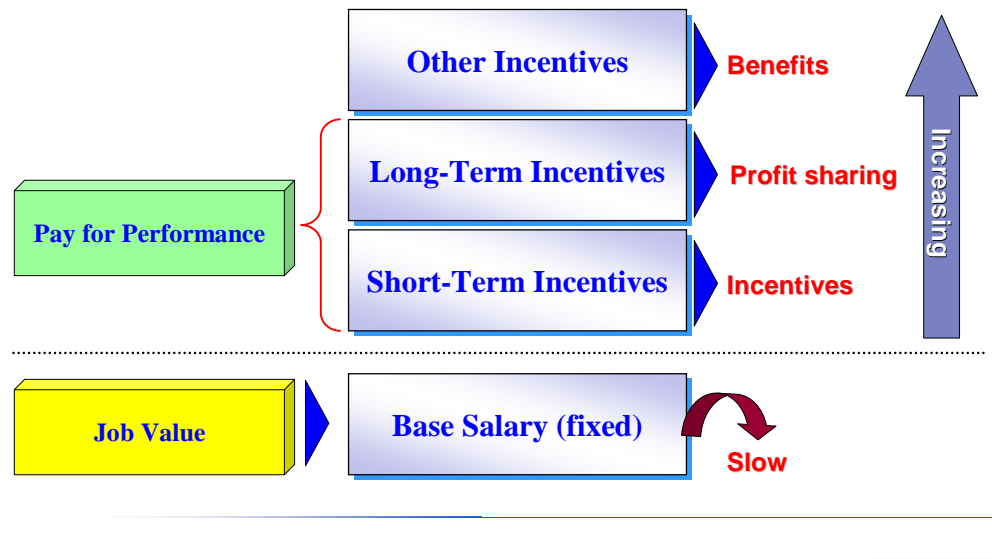 Other Incentives
Benefits
Increasing
Long-Term Incentives
Profit sharing
Pay for Performance
Short-Term Incentives
Incentives
Job Value
Base Salary (fixed)
Slow